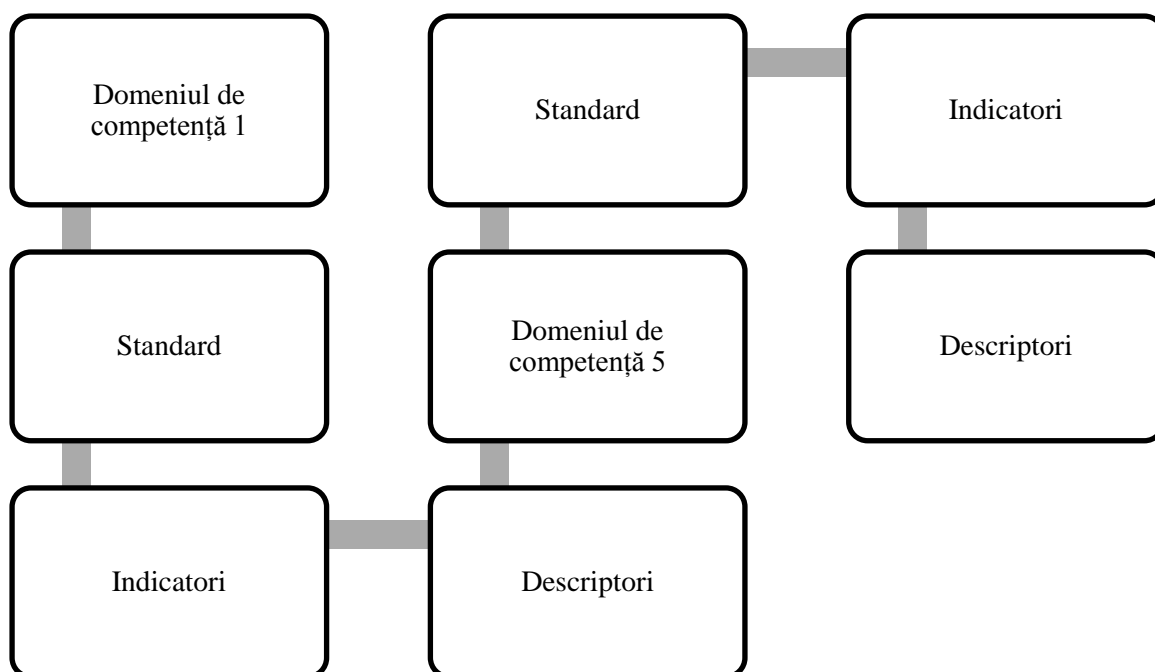 Domeniul de
competență 1
Standard
Indicatori
Descriptori
Domeniul de
competență 5
Standard
Indicatori
Descriptori